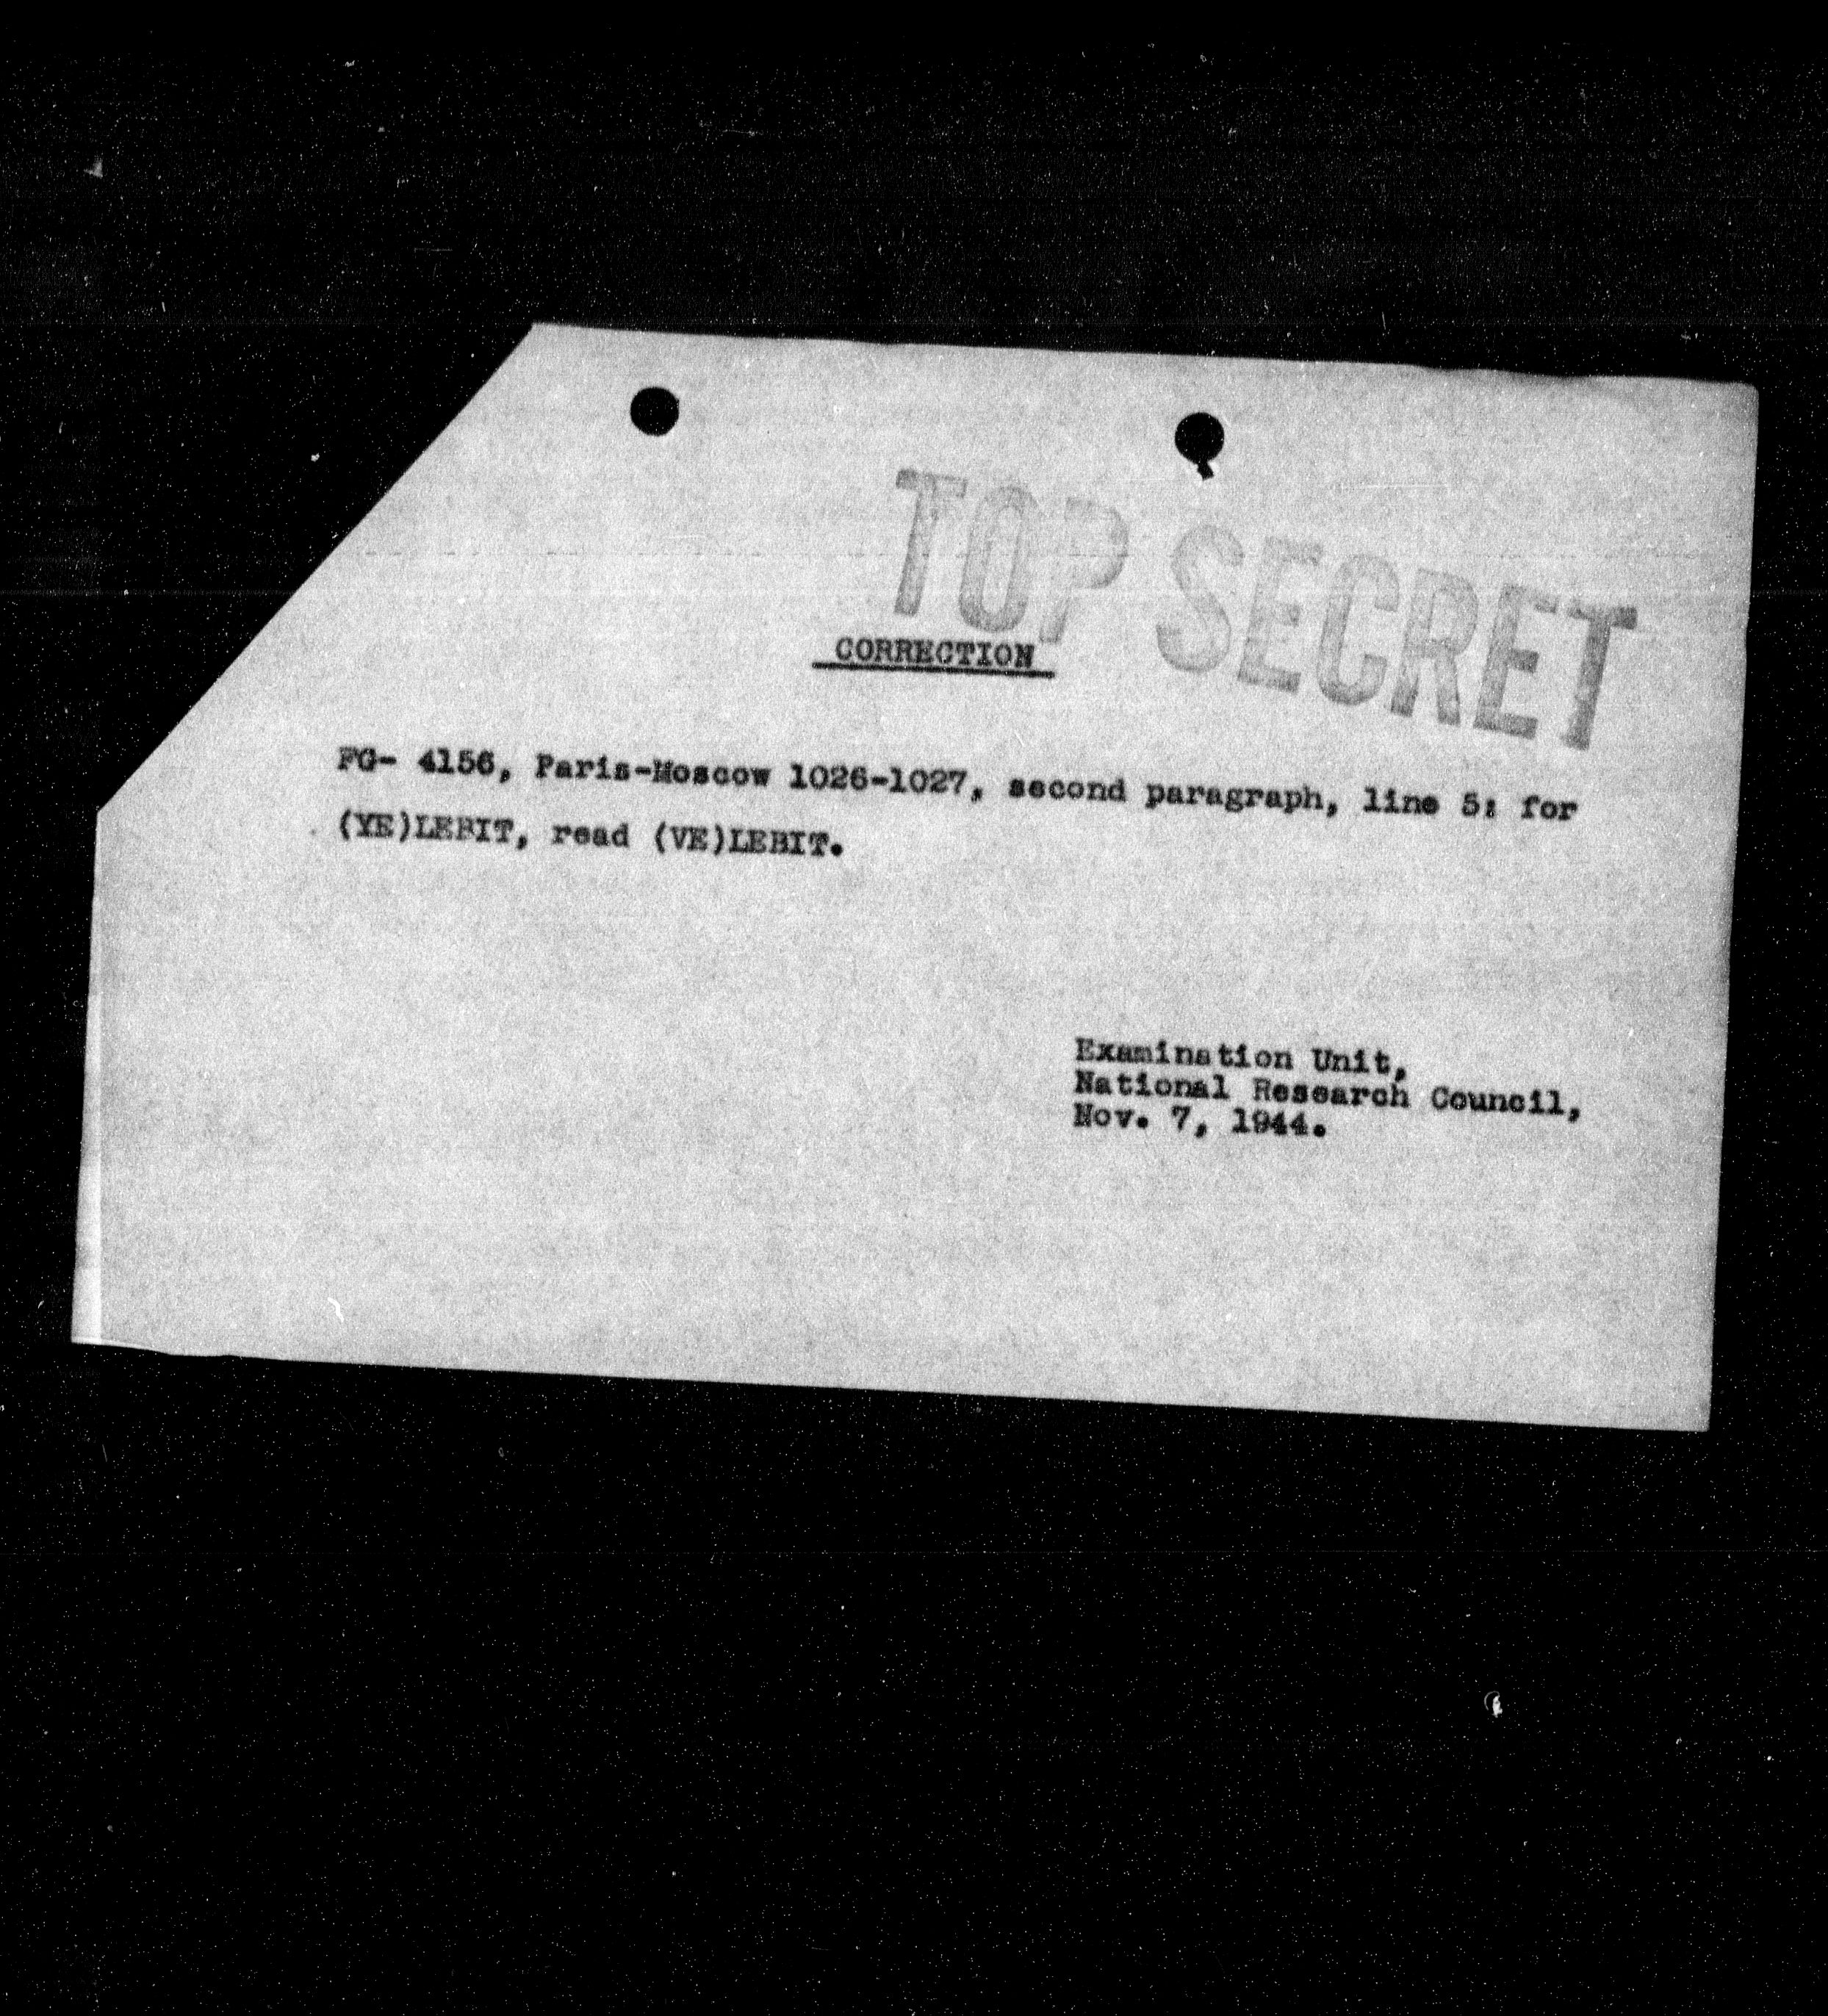 TOP SECRET
CORRECTION
FG- 4156, Paris-Moscow 1026-1027, second paragraph, line 5: for
(YE)LEBIT, read (VE)LEBIT.
Examination Unit,
National Research Council,
Nov. 7, 1944.